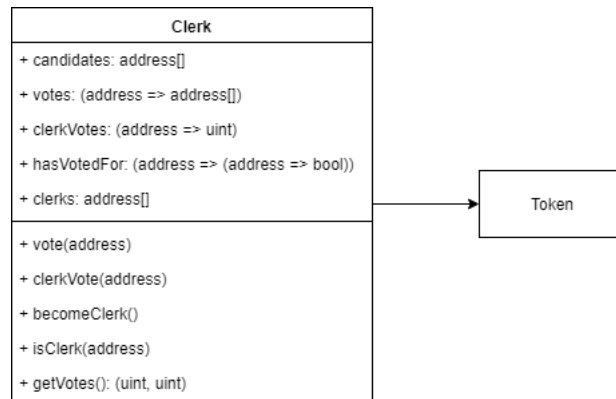 Clerk
+ candidates: address[]
+ votes: (address => address[])
+ clerkVotes: (address => uint)
+ hasVotedFor: (address => (address => bool))
+ clerks: address[]
+ vote(address)
+ clerkVote(address)
+ becomeClerk()
+ isClerk(address)
+ getVotes(): (uint, uint)
Token